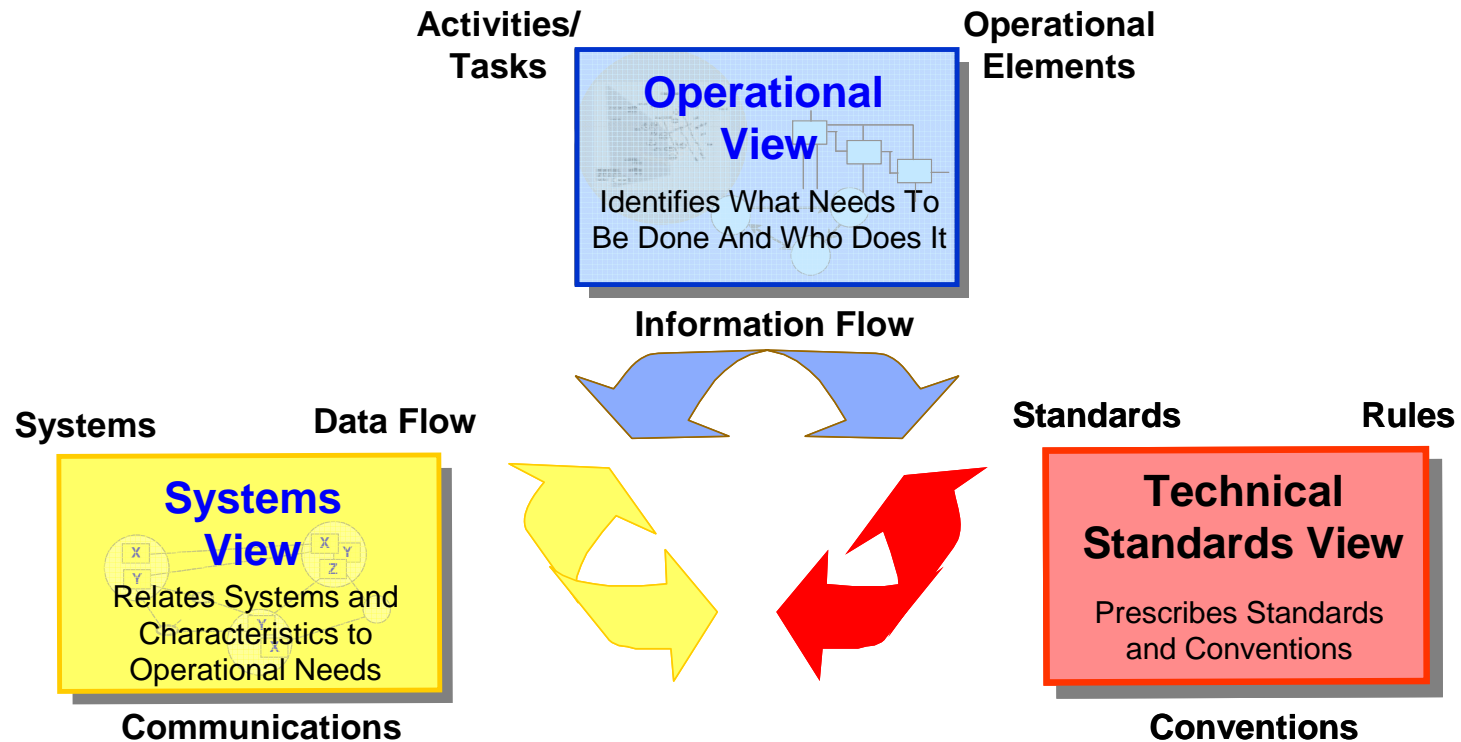 Activities/
Tasks
Operational
Elements
Operational
View
Identifies What Needs To
Be Done And Who Does It
Information Flow
Systems
Data Flow
Systems
View
X
Y
X
Y
Z
Y
X
Relates Systems and
Characteristics to
Operational Needs
Communications
Standards
Rules
Technical
Standards View
Prescribes Standards
and Conventions
Conventions